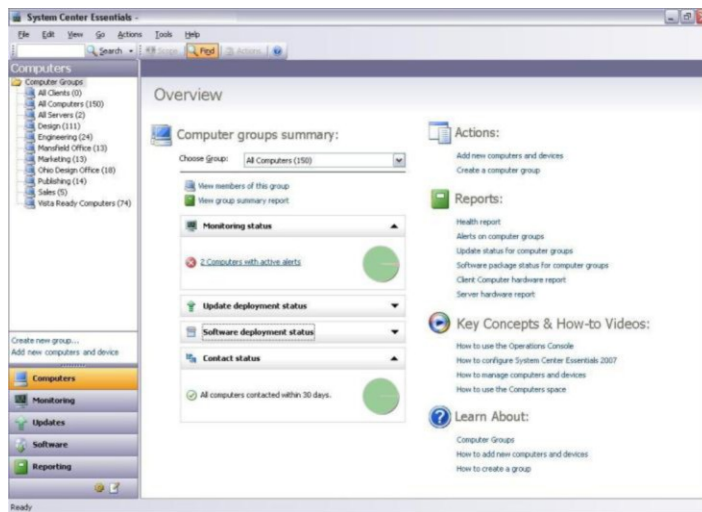 System Center Essentials -
File Edit View Go Actions Tools Help
Search Scope Find Actions
Computers
Computer Groups
All Clients (0)
All Computers (150)
All Servers (2)
Design (111)
Engineering (24)
Mansfield Office (13)
Marketing (13)
Ohio Design Office (18)
Publishing (14)
Sales (5)
Vista Ready Computers (74)
Create new group...
Add new computers and device
Computers
Monitoring
Updates
Software
Reporting
Overview
Computer groups summary:
Choose Group: All Computers (150)
View members of this group
View group summary report
Monitoring status
2 Computers with active alerts
Update deployment status
Software deployment status
Contact status
All computers contacted within 30 days.
Actions:
Add new computers and devices
Create a computer group
Reports:
Health report
Alerts on computer groups
Update status for computer groups
Software package status for computer groups
Client Computer hardware report
Server hardware report
Key Concepts & How-to Videos:
How to use the Operations Console
How to configure System Center Essentials 2007
How to manage computers and devices
How to use the Computers space
Learn About:
Computer Groups
How to add new computers and devices
How to create a group
Ready